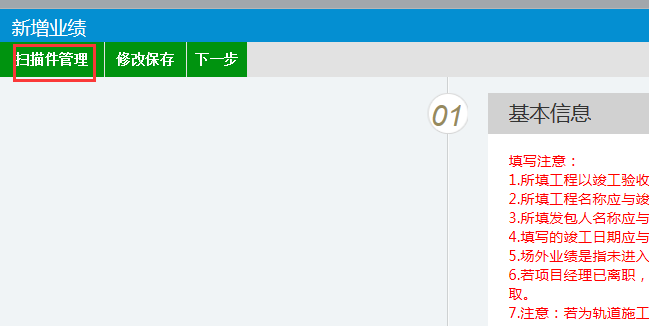 新增业绩
扫描件管理 修改保存 下一步
01 基本信息
填写注意：
1.所填工程以竣工验收
2.所填工程名称应与竣
3.所填发包人名称应与
4.填写的竣工日期应与
5.场外业绩是指未进入
6.若项目经理已离职，
取。
7.注意：若为轨道施工